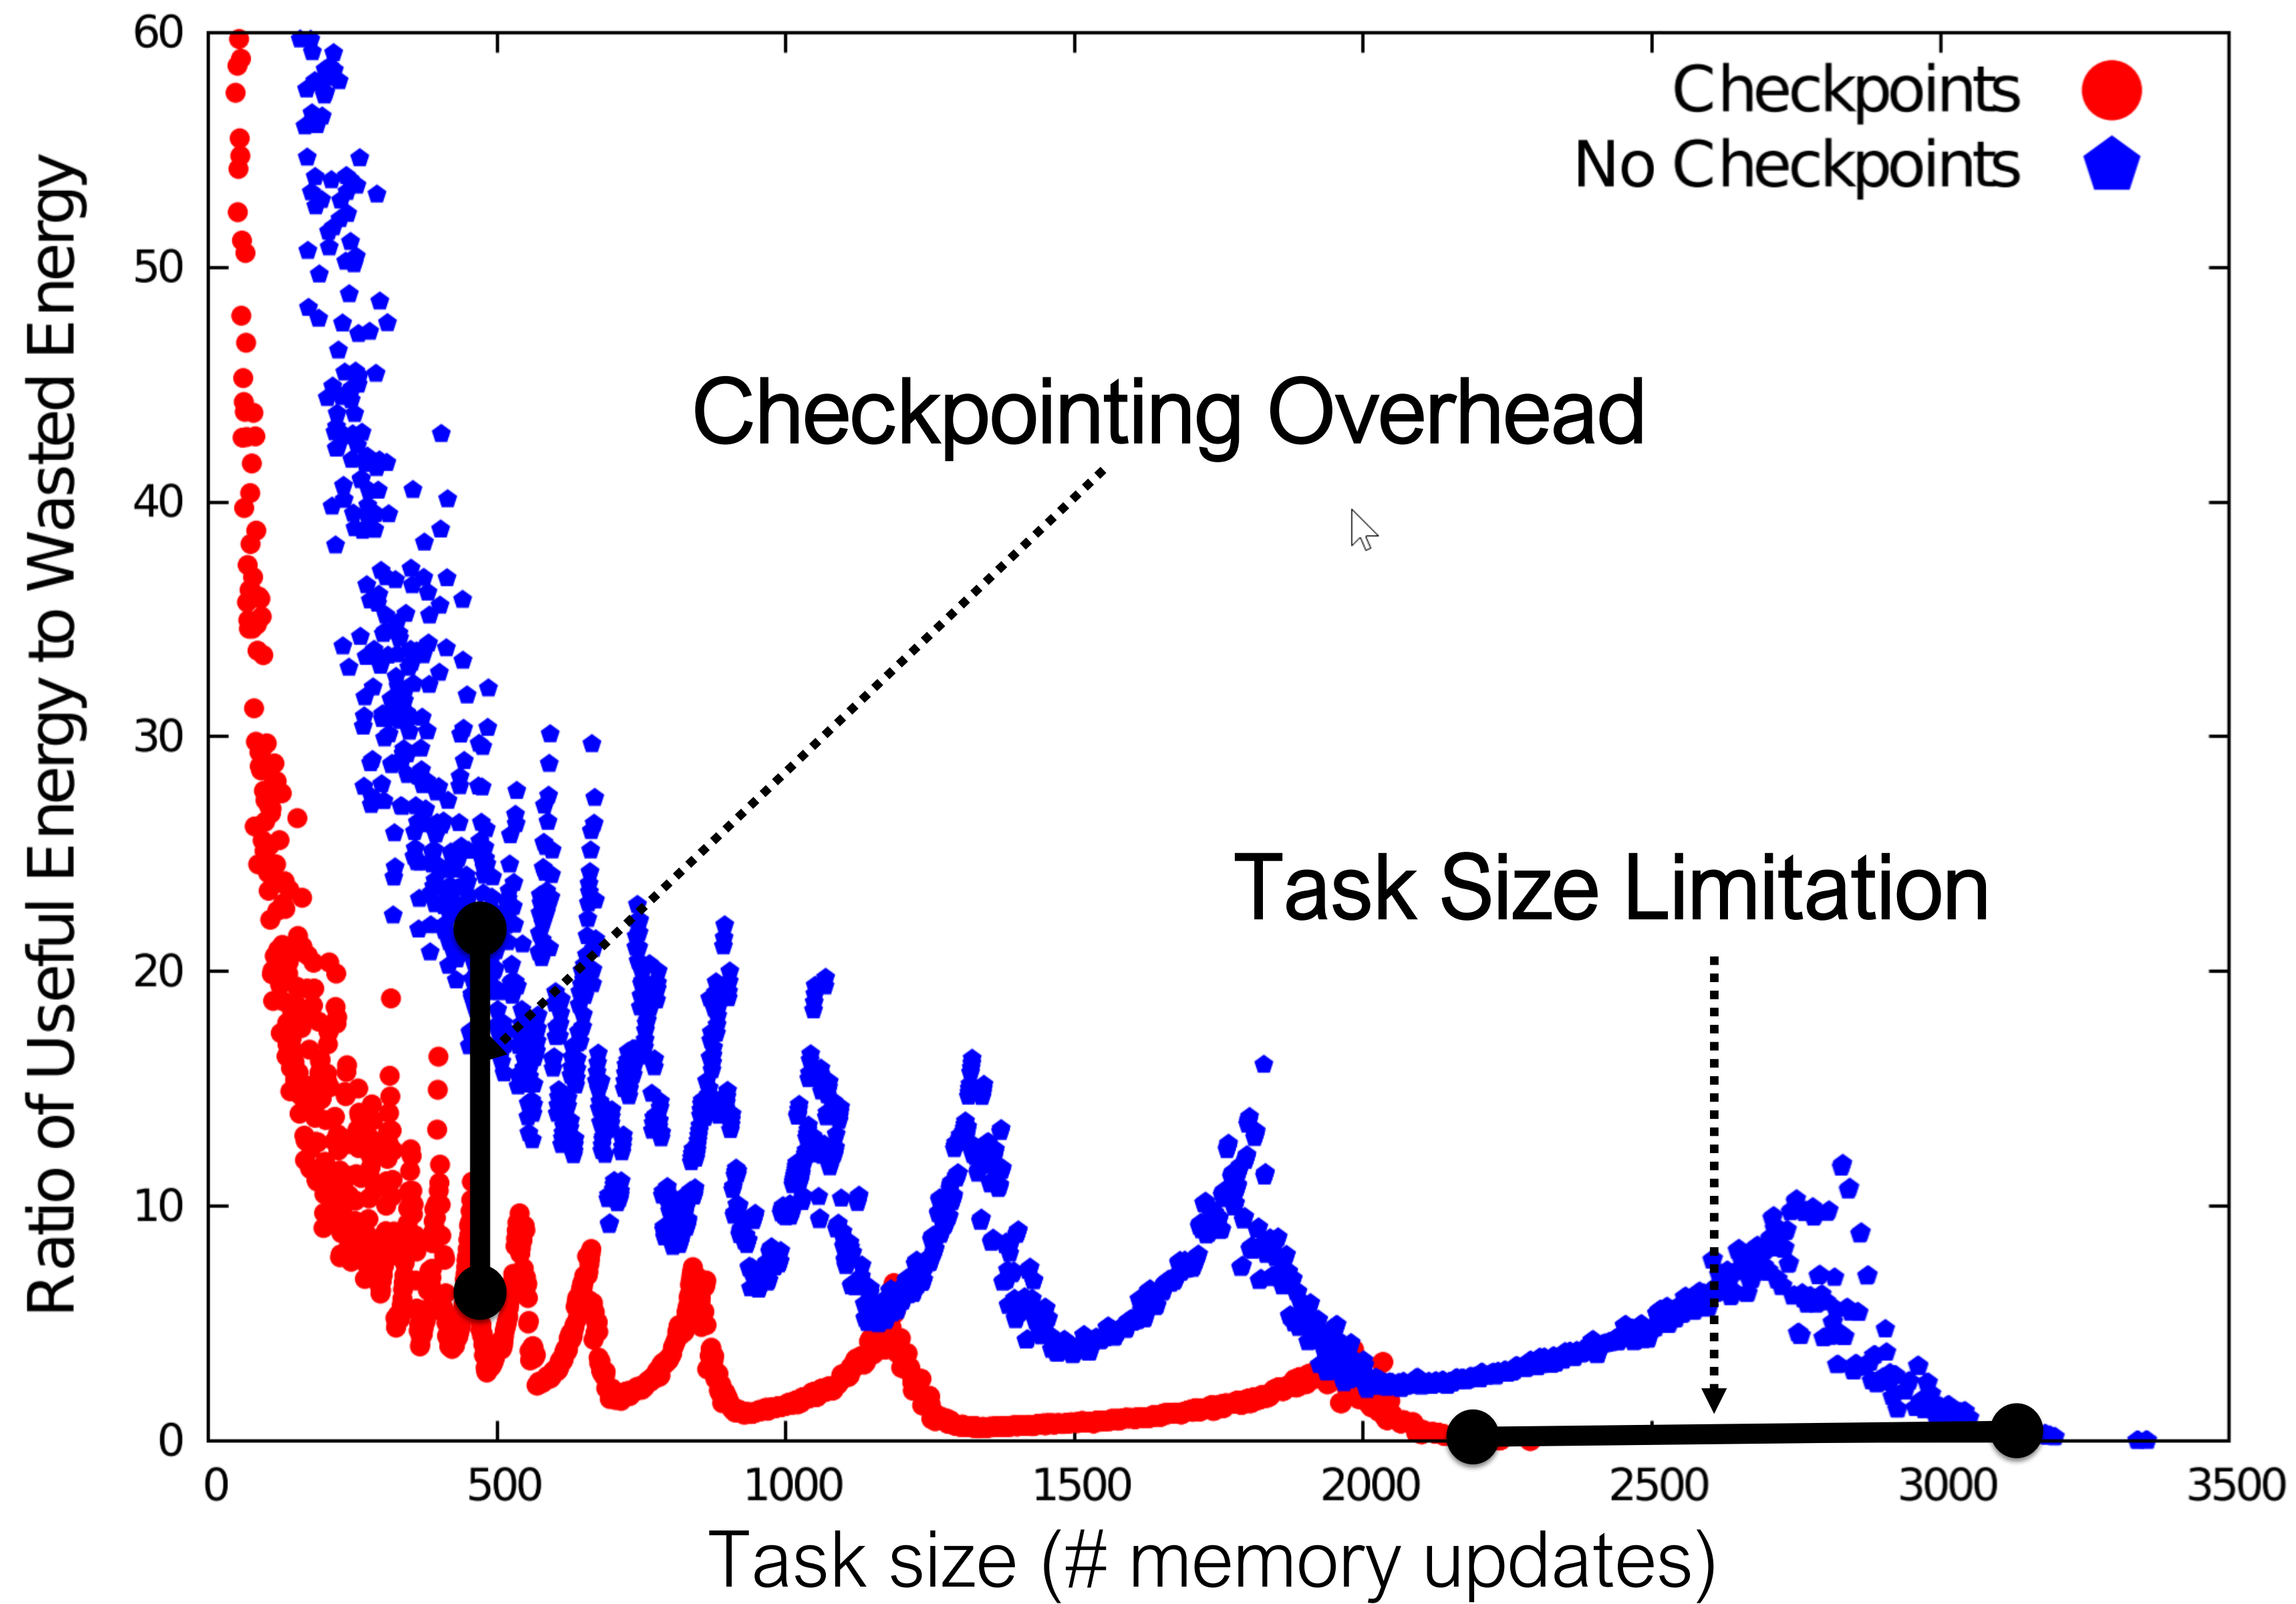 60
50
40
30
20
10
0
Ratio of Useful Energy to Wasted Energy
Checkpoints
No Checkpoints
Checkpointing Overhead
Task Size Limitation
0 500 1000 1500 2000 2500 3000 3500
Task size (# memory updates)